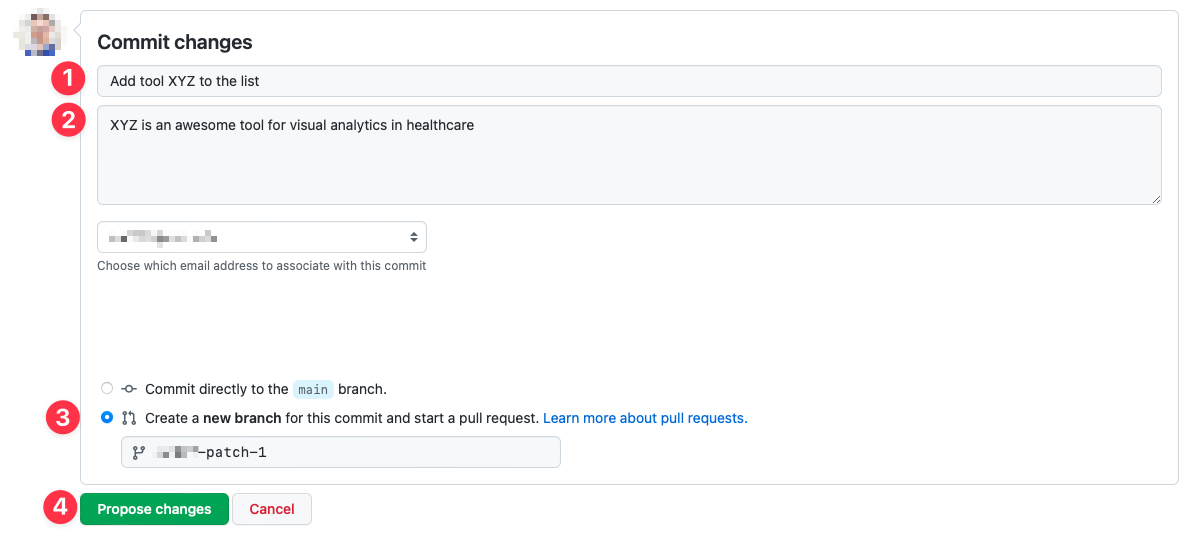 Commit changes
1
Add tool XYZ to the list
2
XYZ is an awesome tool for visual analytics in healthcare
Choose which email address to associate with this commit
Commit directly to the main branch.
3
Create a new branch for this commit and start a pull request. Learn more about pull requests.
-patch-1
4
Propose changes
Cancel